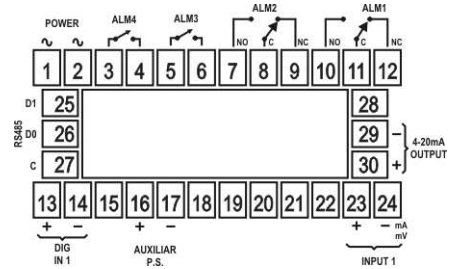 POWER ALM4 ALM3 ALM2 ALM1
NO C NC NO C NC
1 2 3 4 5 6 7 8 9 10 11 12
D1 25 28
RS485 D0 26 29 − 4-20mA OUTPUT
C 27 30 +
13 14 15 16 17 18 19 20 21 22 23 24
+ − + − + − mA
mV
DIG AUXILIAR INPUT 1
IN 1 P.S.